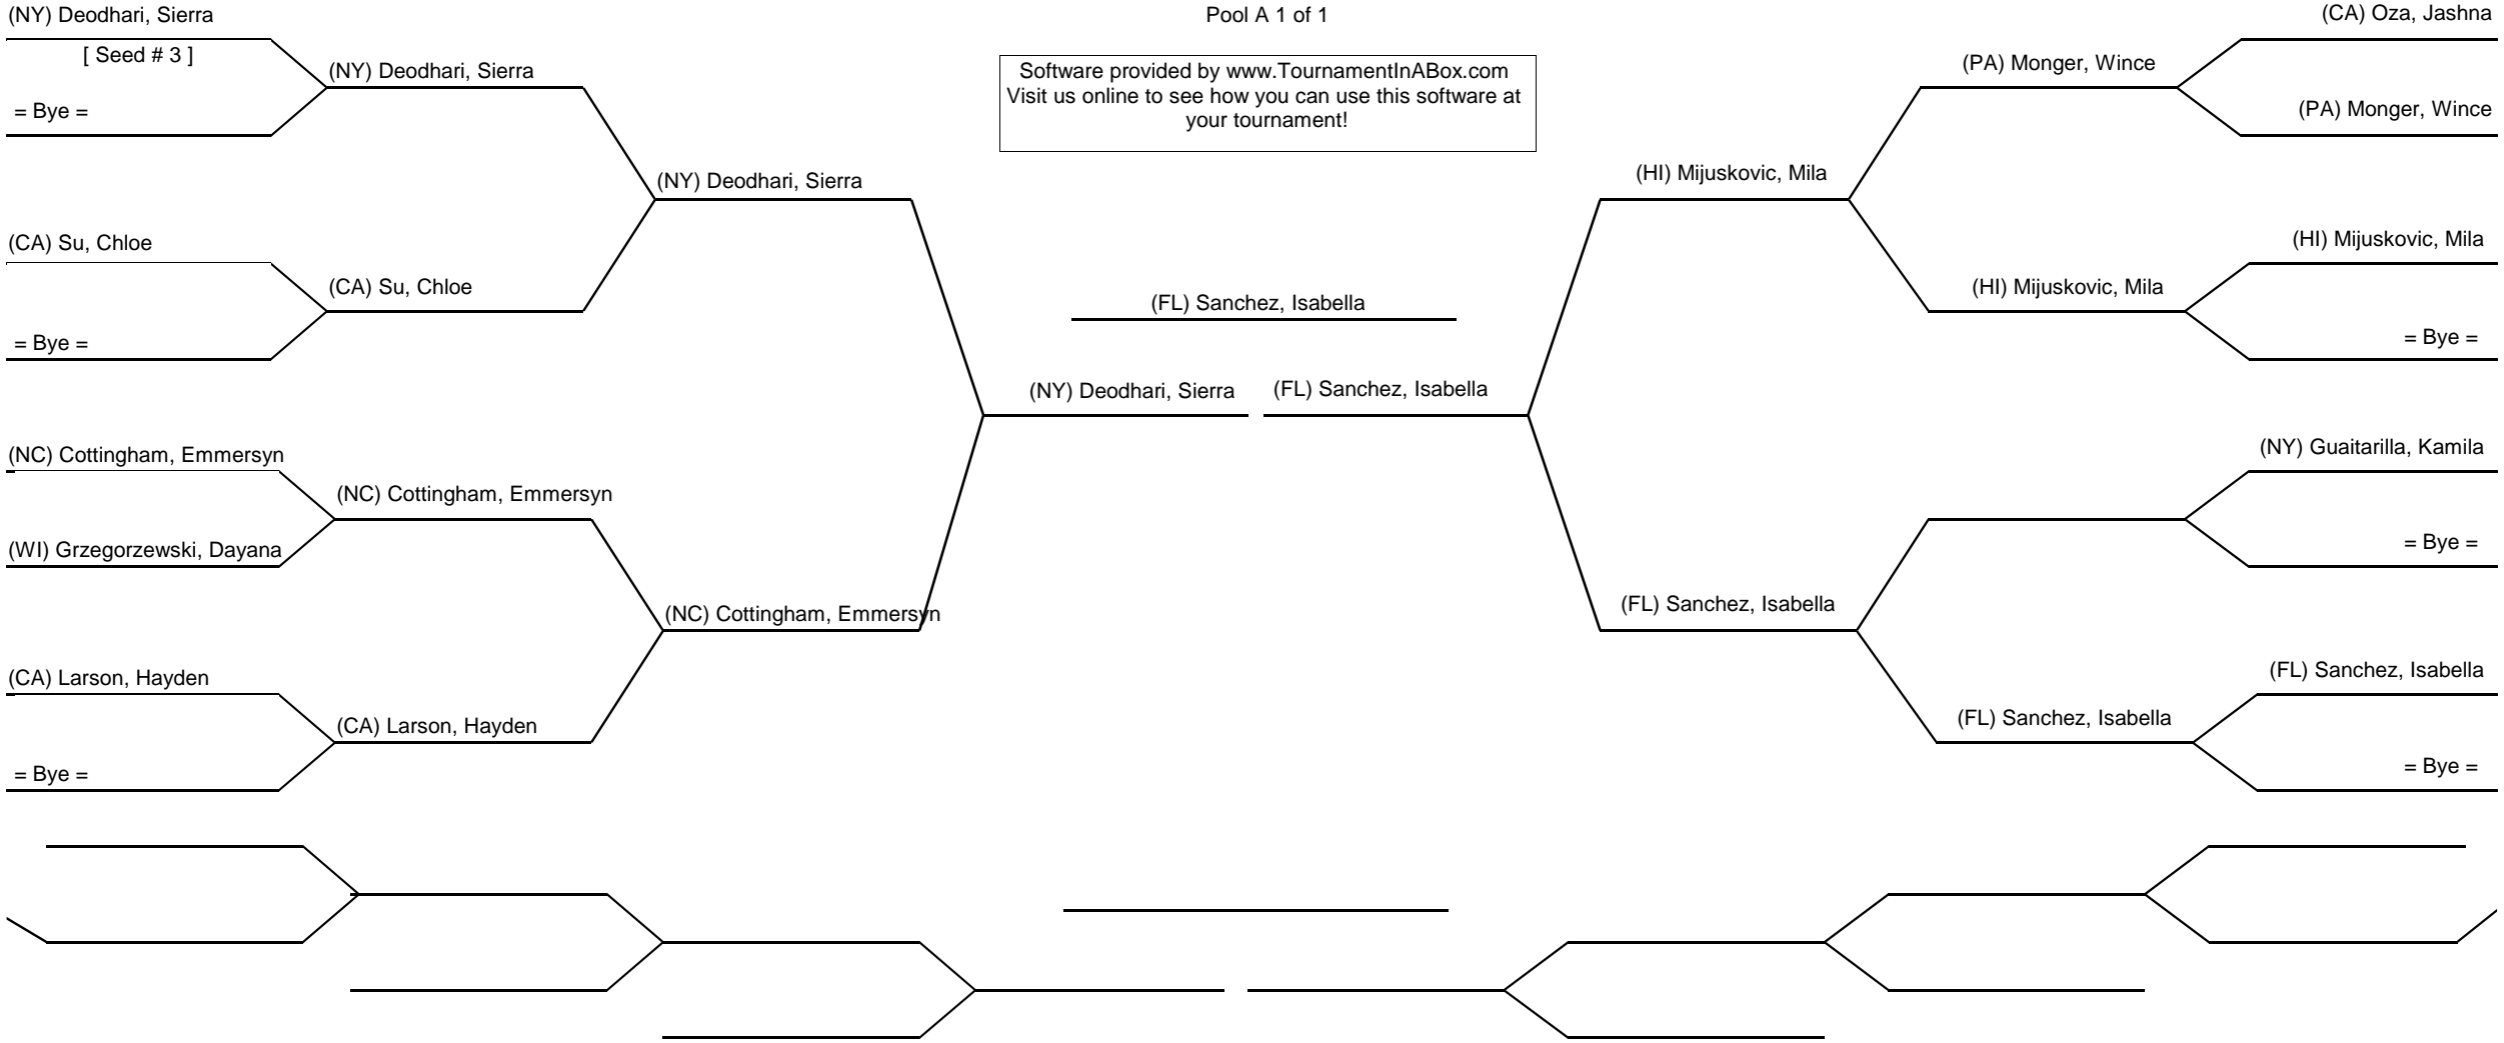 (NY) Deodhari, Sierra
[ Seed # 3 ]
= Bye =
(CA) Su, Chloe
= Bye =
(NC) Cottingham, Emmersyn
(WI) Grzegorzewski, Dayana
(CA) Larson, Hayden
= Bye =
(NY) Deodhari, Sierra
(CA) Su, Chloe
(NC) Cottingham, Emmersyn
(CA) Larson, Hayden
(NY) Deodhari, Sierra
(NC) Cottingham, Emmersyn
Pool A 1 of 1
Software provided by www.TournamentInABox.com
Visit us online to see how you can use this software at
your tournament!
(FL) Sanchez, Isabella
(NY) Deodhari, Sierra
(FL) Sanchez, Isabella
(HI) Mijuskovic, Mila
(FL) Sanchez, Isabella
(PA) Monger, Wince
(HI) Mijuskovic, Mila
(FL) Sanchez, Isabella
(CA) Oza, Jashna
(PA) Monger, Wince
(HI) Mijuskovic, Mila
= Bye =
(NY) Guaitarilla, Kamila
= Bye =
(FL) Sanchez, Isabella
= Bye =